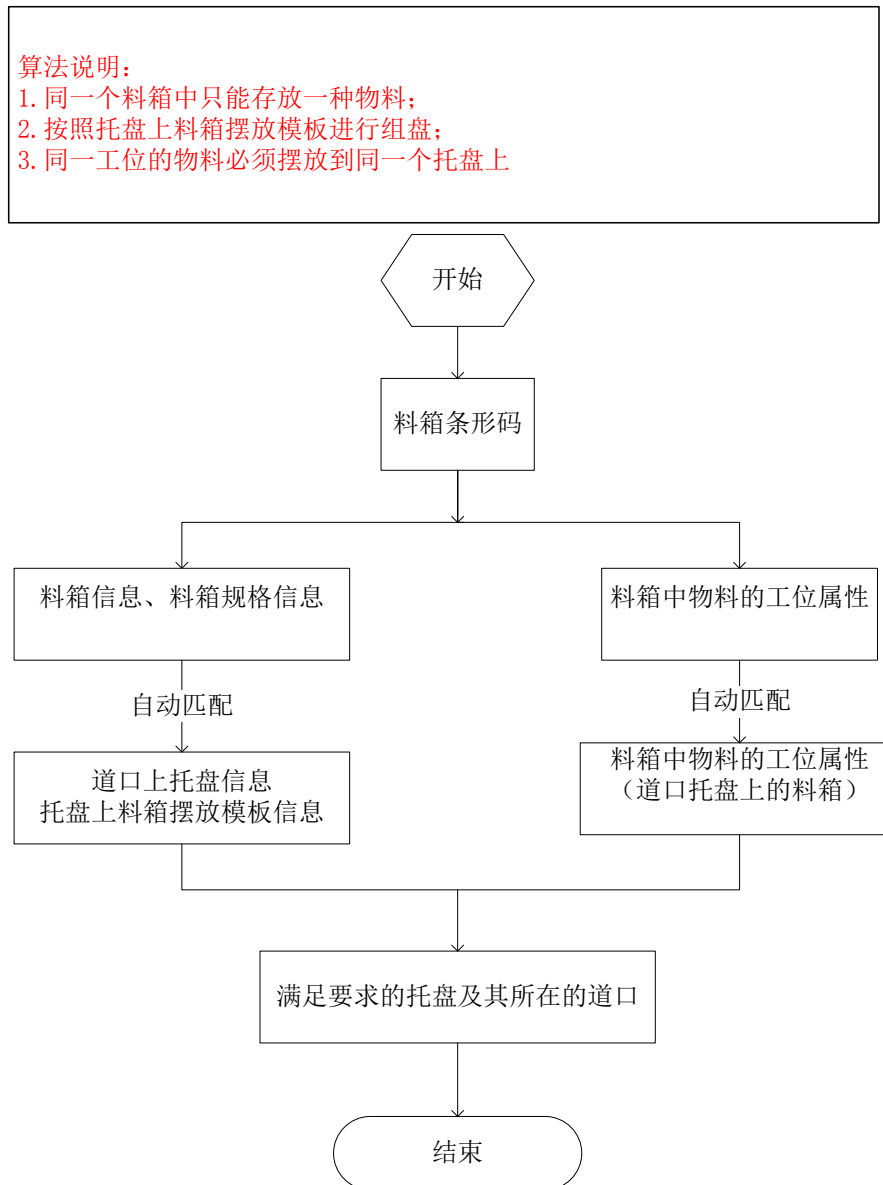 算法说明：
1.同一个料箱中只能存放一种物料；
2.按照托盘上料箱摆放模板进行组盘；
3.同一工位的物料必须摆放到同一个托盘上
开始
料箱条形码
料箱信息、料箱规格信息
料箱中物料的工位属性
自动匹配
自动匹配
道口上托盘信息
托盘上料箱摆放模板信息
料箱中物料的工位属性
（道口托盘上的料箱）
满足要求的托盘及其所在的道口
结束